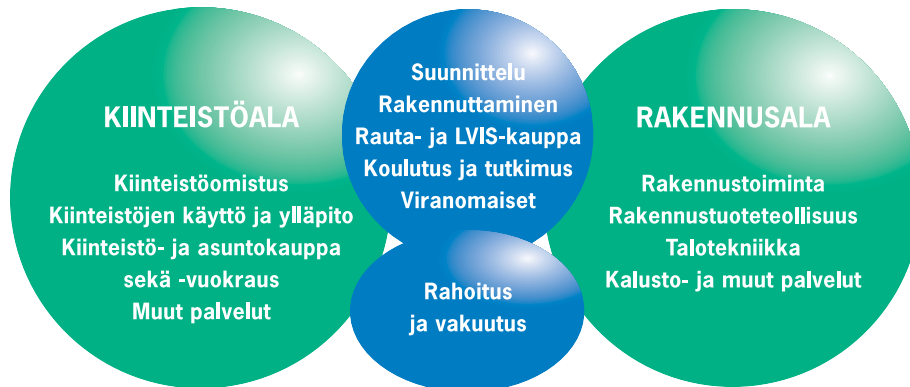 KIINTEISTÖALA
Kiinteistöomistus
Kiinteistöjen käyttö ja ylläpito
Kiinteistö- ja asuntokauppa
sekä -vuokraus
Muut palvelut
Suunnittelu
Rakennuttaminen
Rauta- ja LVIS-kauppa
Koulutus ja tutkimus
Viranomaiset
Rahoitus
ja vakuutus
RAKENNUSALA
Rakennustoiminta
Rakennustuoteteollisuus
Talotekniikka
Kalusto- ja muut palvelut